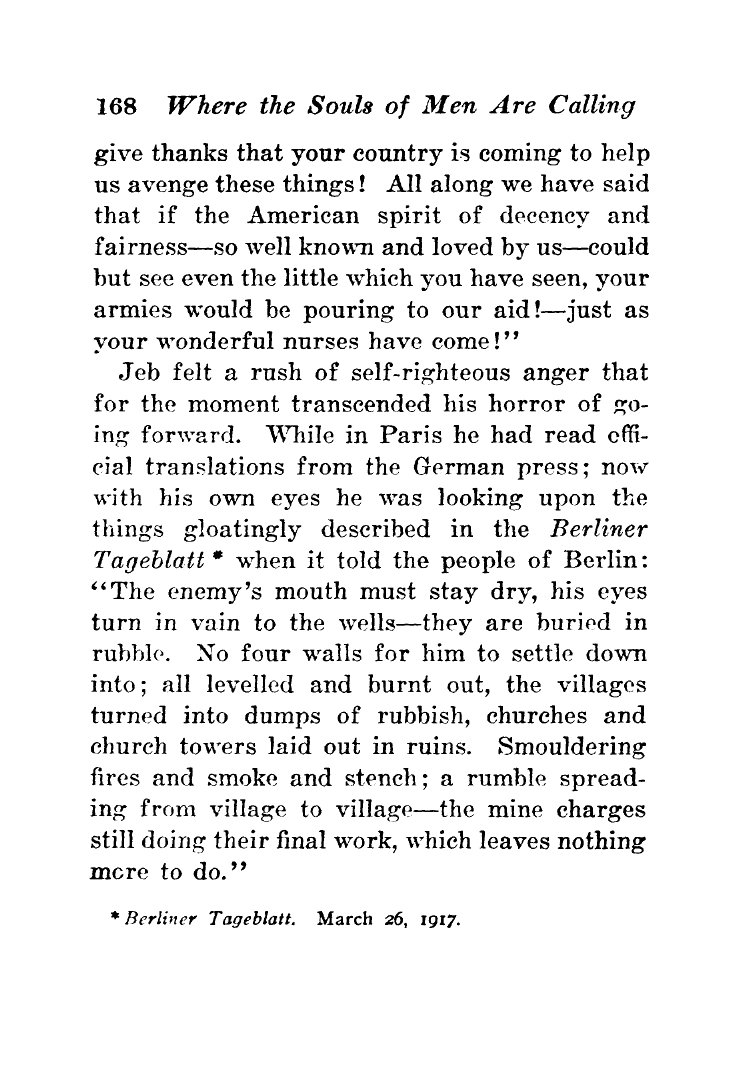 168 Where the Souls of Men Are Calling
give thanks that your country is coming to help
us avenge these things! All along we have said
that if the American spirit of decency and
fairness—so well known and loved by us—could
but see even the little which you have seen, your
armies would be pouring to our aid!—just as
your wonderful nurses have come!"
Jeb felt a rush of self-righteous anger that
for the moment transcended his horror of go-
ing forward. While in Paris he had read offi-
cial translations from the German press; now
with his own eyes he was looking upon the
things gloatingly described in the Berliner
Tageblatt * when it told the people of Berlin:
"The enemy's mouth must stay dry, his eyes
turn in vain to the wells—they are buried in
rubble. No four walls for him to settle down
into; all levelled and burnt out, the villages
turned into dumps of rubbish, churches and
church towers laid out in ruins. Smouldering
fires and smoke and stench; a rumble spread-
ing from village to village—the mine charges
still doing their final work, which leaves nothing
more to do."
* Berliner Tageblatt. March 26, 1917.